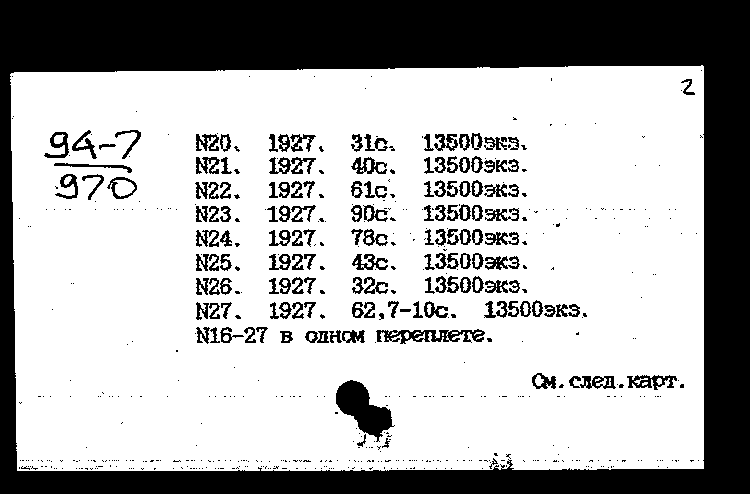 2
94-7
970
N20. 1927. 31с. 13500экз.
N21. 1927. 40с. 13500экз.
N22. 1927. 61с. 13500экз.
N23. 1927. 90с. 13500экз.
N24. 1927. 78с. 13500экз.
N25. 1927. 43с. 13500экз.
N26. 1927. 32с. 13500экз.
N27. 1927. 62,7-10с. 13500экз.
N16-27 в одном переплете.
См.след.карт.